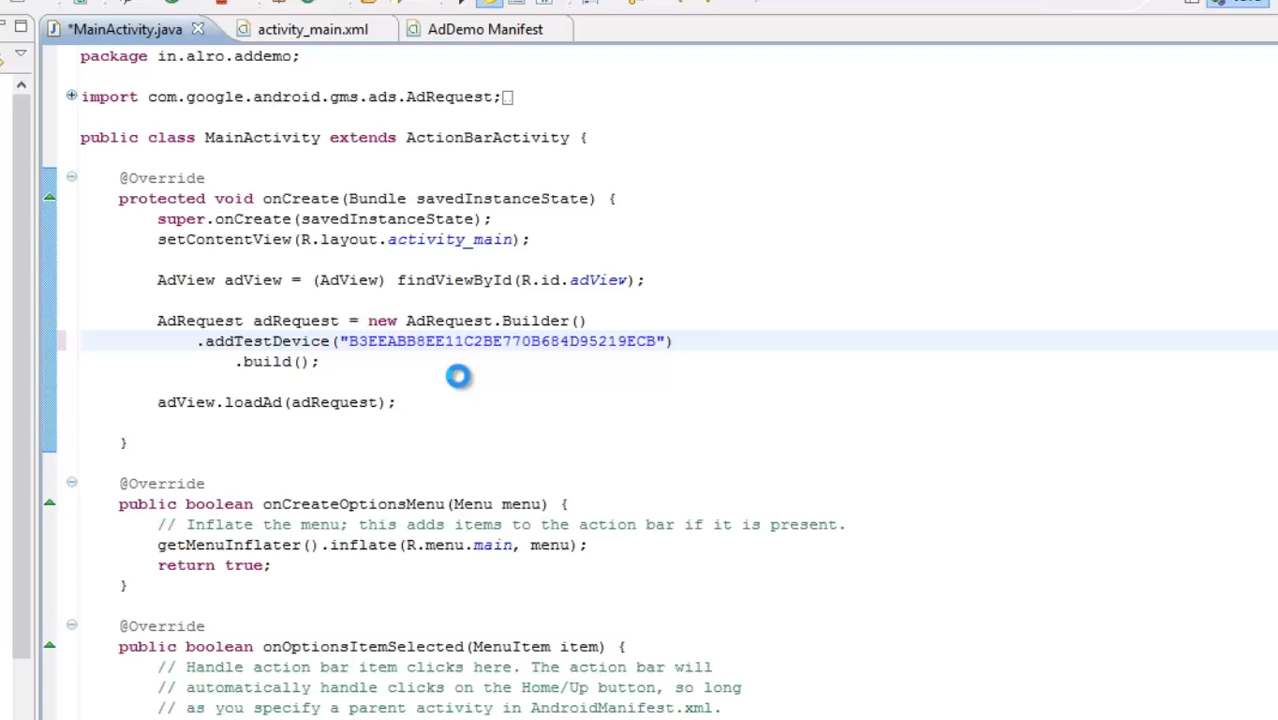 *MainActivity.java
activity_main.xml
AdDemo Manifest
package in.alro.addemo;
import com.google.android.gms.ads.AdRequest;
public class MainActivity extends ActionBarActivity {
@Override
protected void onCreate(Bundle savedInstanceState) {
super.onCreate(savedInstanceState);
setContentView(R.layout.activity_main);
AdView adView = (AdView) findViewById(R.id.adView);
AdRequest adRequest = new AdRequest.Builder()
.addTestDevice("B3EEABB8EE11C2BE770B684D95219ECB")
.build();
adView.loadAd(adRequest);
}
@Override
public boolean onCreateOptionsMenu(Menu menu) {
// Inflate the menu; this adds items to the action bar if it is present.
getMenuInflater().inflate(R.menu.main, menu);
return true;
}
@Override
public boolean onOptionsItemSelected(MenuItem item) {
// Handle action bar item clicks here. The action bar will
// automatically handle clicks on the Home/Up button, so long
// as you specify a parent activity in AndroidManifest.xml.